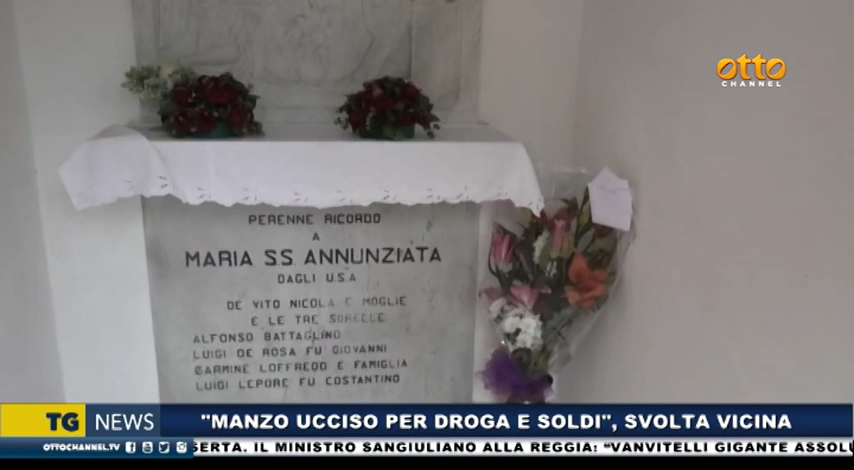 otto
CHANNEL
PERENNE RICORDO
A
MARIA S.S. ANNUNZIATA
DAGLI U.S.A
DE VITO NICOLA E MOGLIE
E LE TRE SORELLE
ALFONSO BATTAGLINO
LUIGI DE ROSA FU GIOVANNI
CARMINE LOFFREDO E FAMIGLIA
LUIGI LEPORE FU COSTANTINO
TG NEWS "MANZO UCCISO PER DROGA E SOLDI", SVOLTA VICINA
OTTOCHANNEL.TV SERTA. IL MINISTRO SANGIULIANO ALLA REGGIA: “VANVITELLI GIGANTE ASSOLU